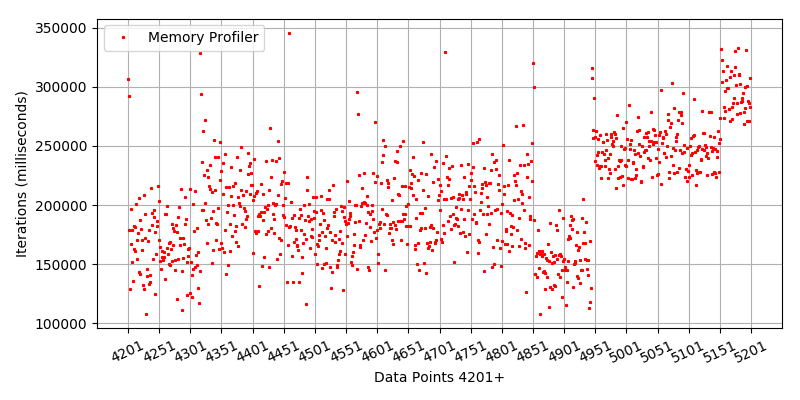 350000
Memory Profiler
300000
250000
200000
150000
100000
Iterations (milliseconds)
4201 4251 4301 4351 4401 4451 4501 4551 4601 4651 4701 4751 4801 4851 4901 4951 5001 5051 5101 5151 5201
Data Points 4201+